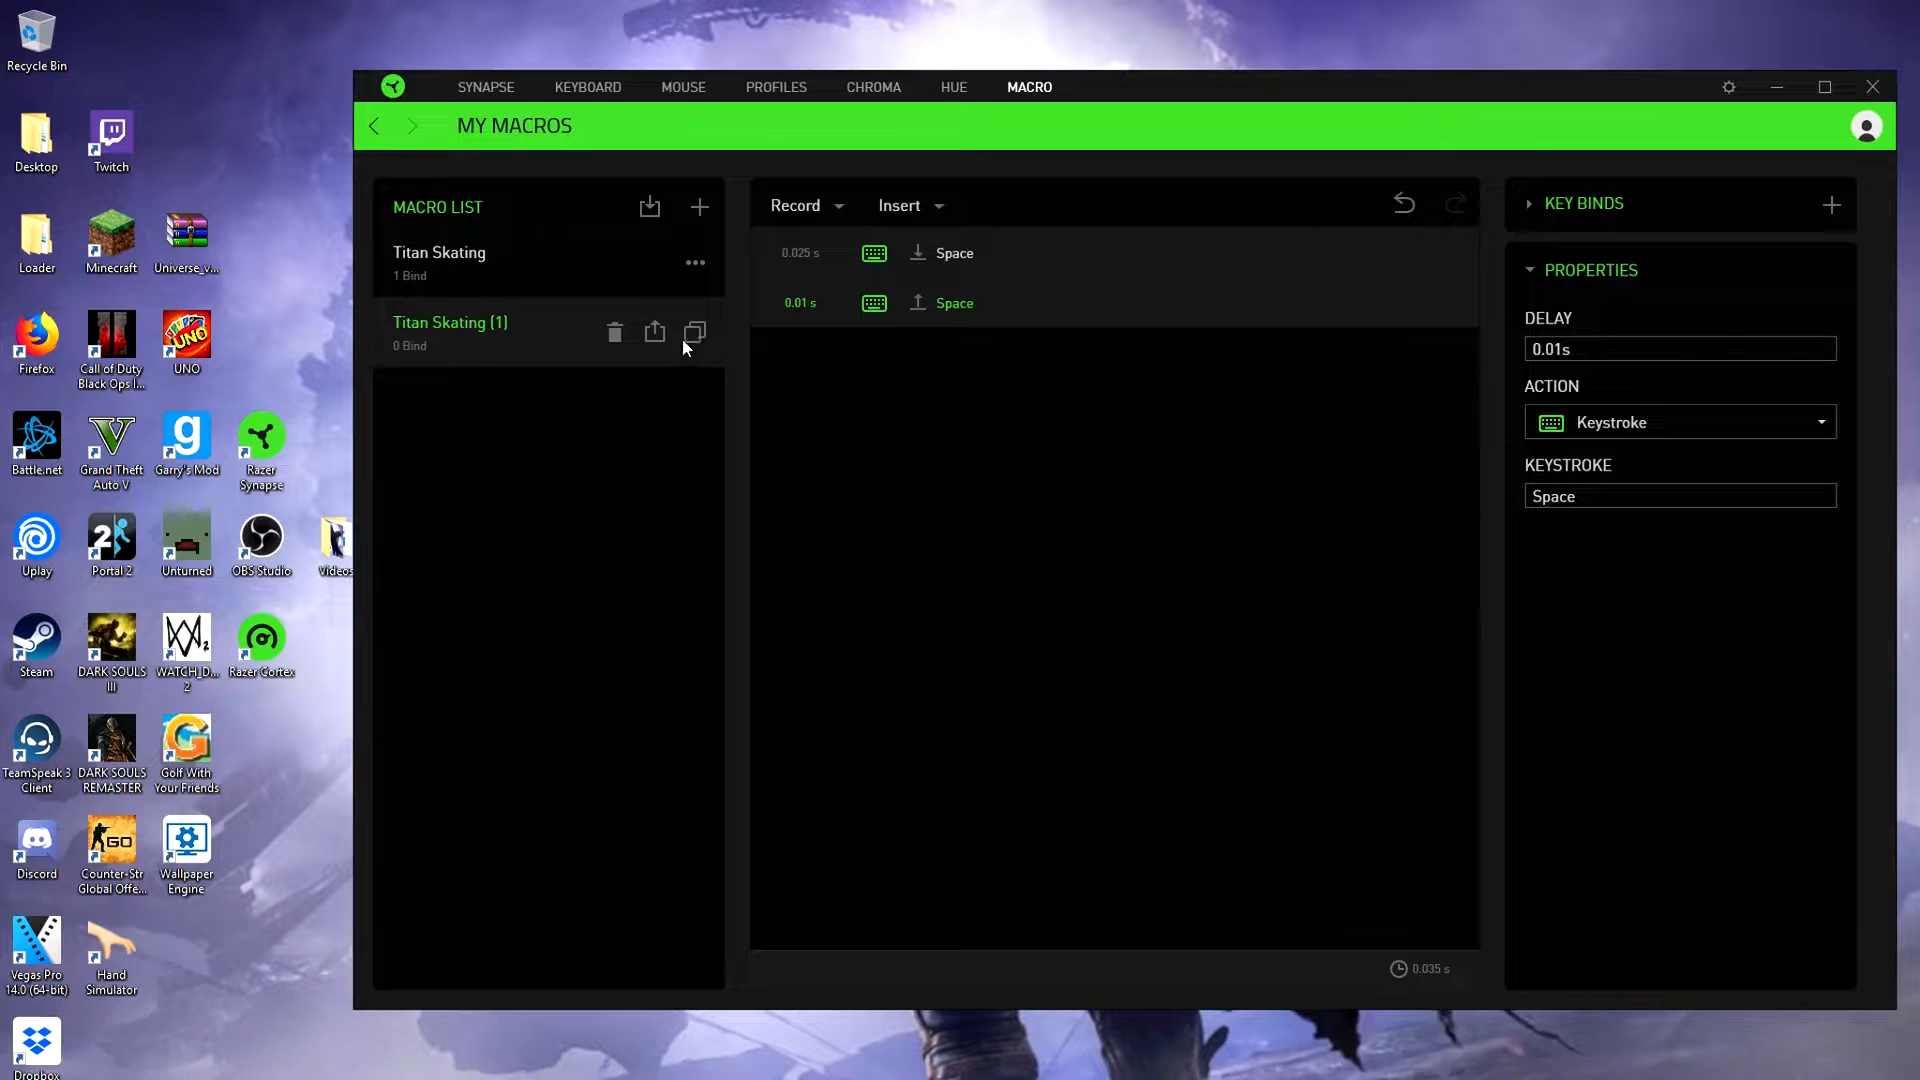 Recycle Bin
Desktop
Twitch
Loader
Minecraft
Universe_v...
Firefox
Call of Duty
Black Ops I...
UNO
Battle.net
Grand Theft
Auto V
Garry's Mod
Razer
Synapse
Uplay
Portal 2
Unturned
OBS Studio
Videos
Steam
DARK SOULS
III
WATCH_D...
2
Razer Cortex
TeamSpeak 3
Client
DARK SOULS
REMASTER
Golf With
Your Friends
Discord
Counter-Str
Global Offe...
Wallpaper
Engine
Vegas Pro
14.0 (64-bit)
Hand
Simulator
Dropbox
SYNAPSE KEYBOARD MOUSE PROFILES CHROMA HUE MACRO
MY MACROS
MACRO LIST
Titan Skating
1 Bind
Titan Skating (1)
0 Bind
Record Insert
0.025 s Space
0.01 s Space
0.035 s
KEY BINDS
PROPERTIES
DELAY
0.01s
ACTION
Keystroke
KEYSTROKE
Space